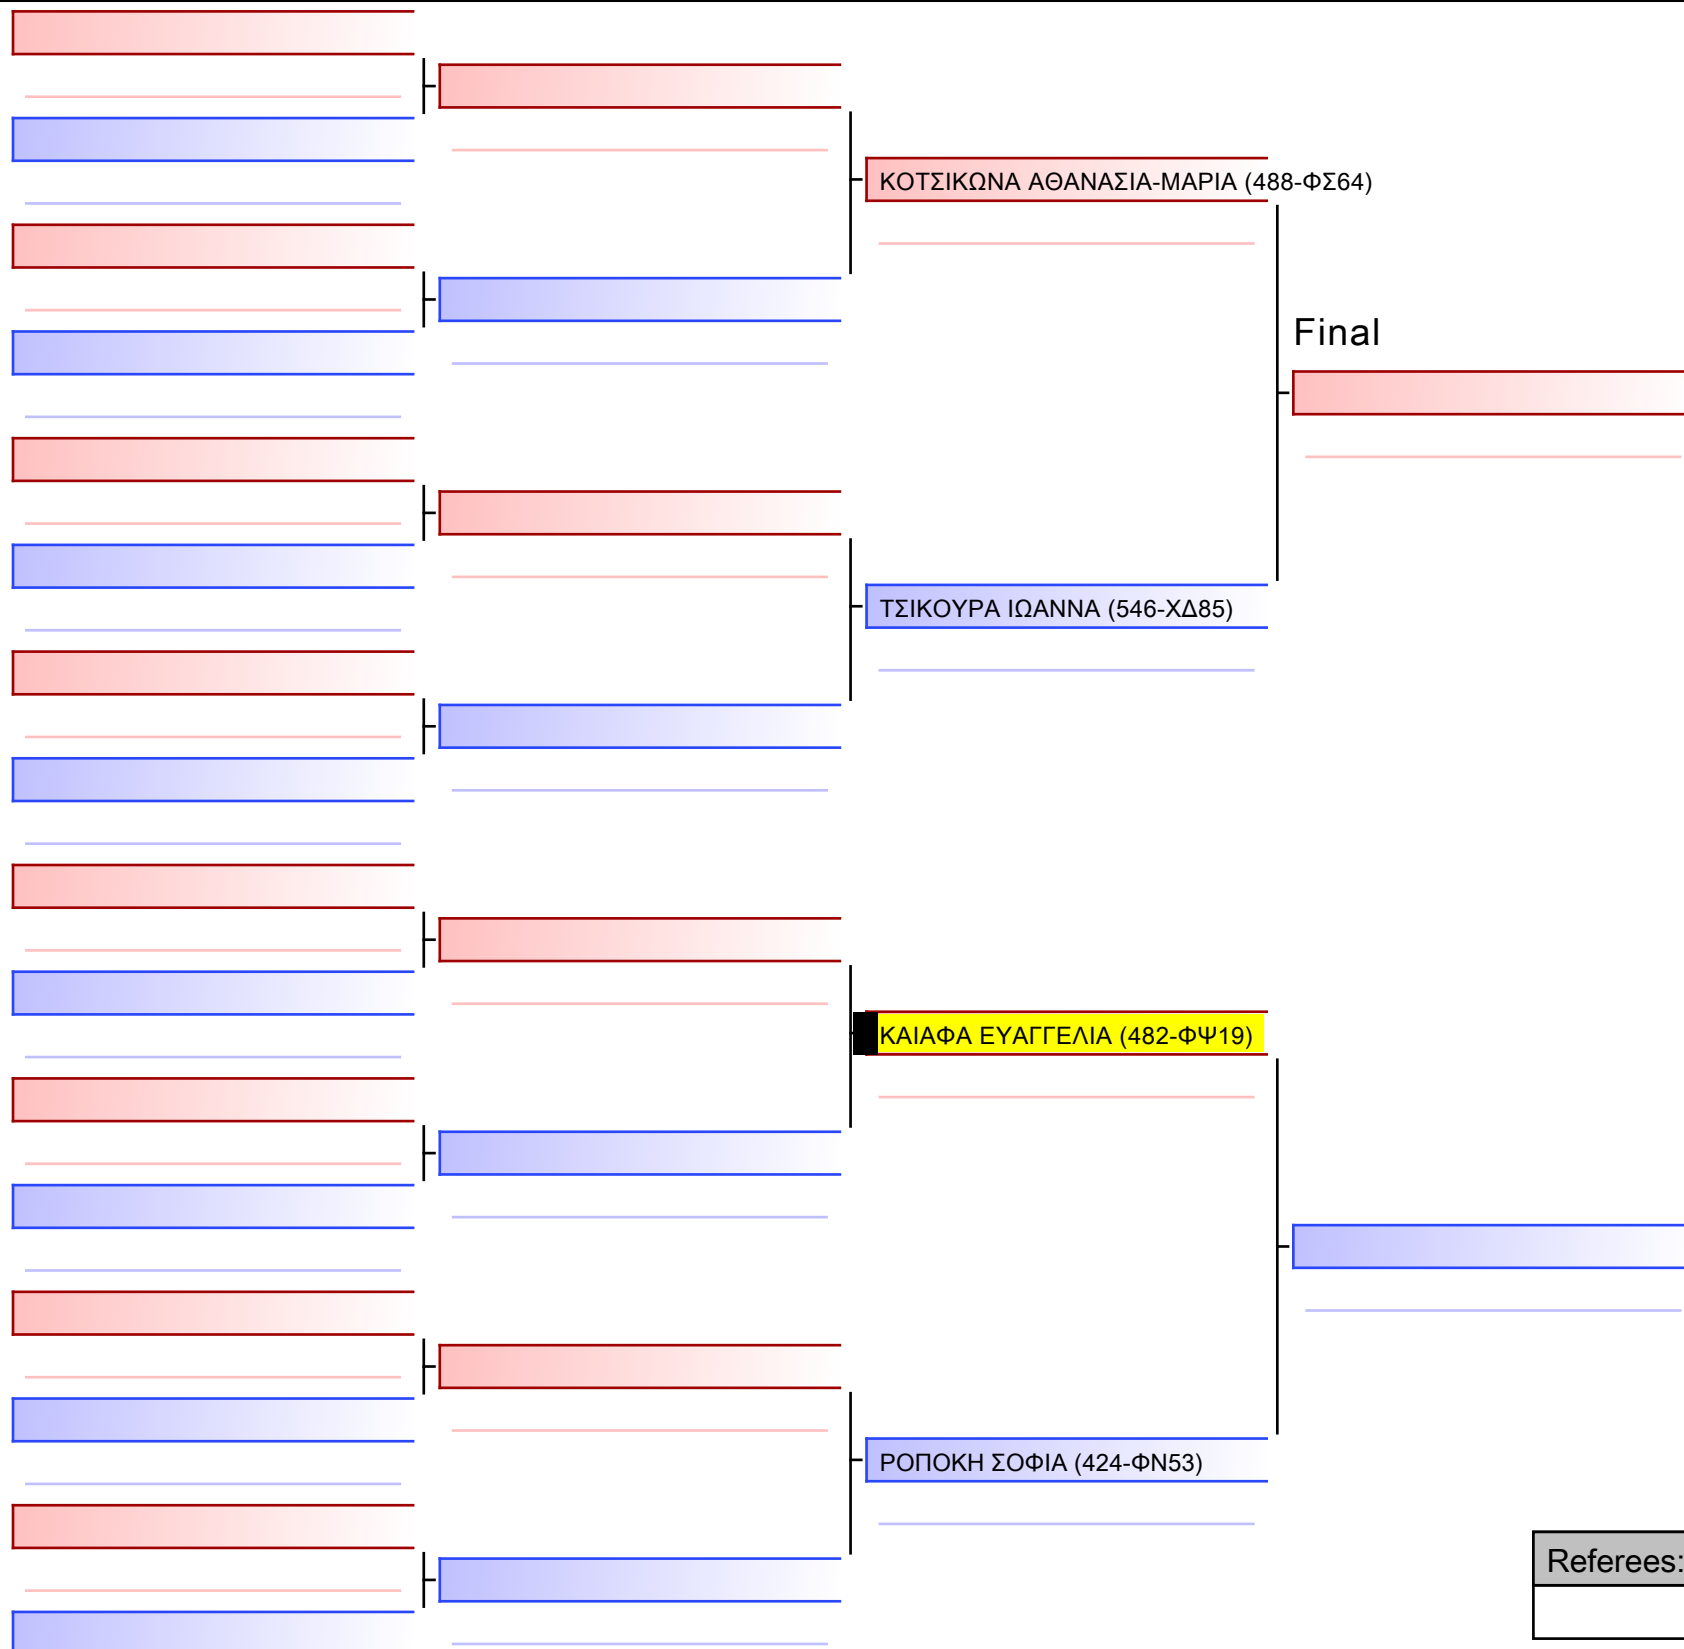 ΚΟΤΣΙΚΩΝΑ ΑΘΑΝΑΣΙΑ-ΜΑΡΙΑ (488-ΦΣ64)
Final
ΤΣΙΚΟΥΡΑ ΙΩΑΝΝΑ (546-ΧΔ85)
ΚΑΙΑΦΑ ΕΥΑΓΓΕΛΙΑ (482-ΦΨ19)
ΡΟΠΟΚΗ ΣΟΦΙΑ (424-ΦΝ53)
Referees: